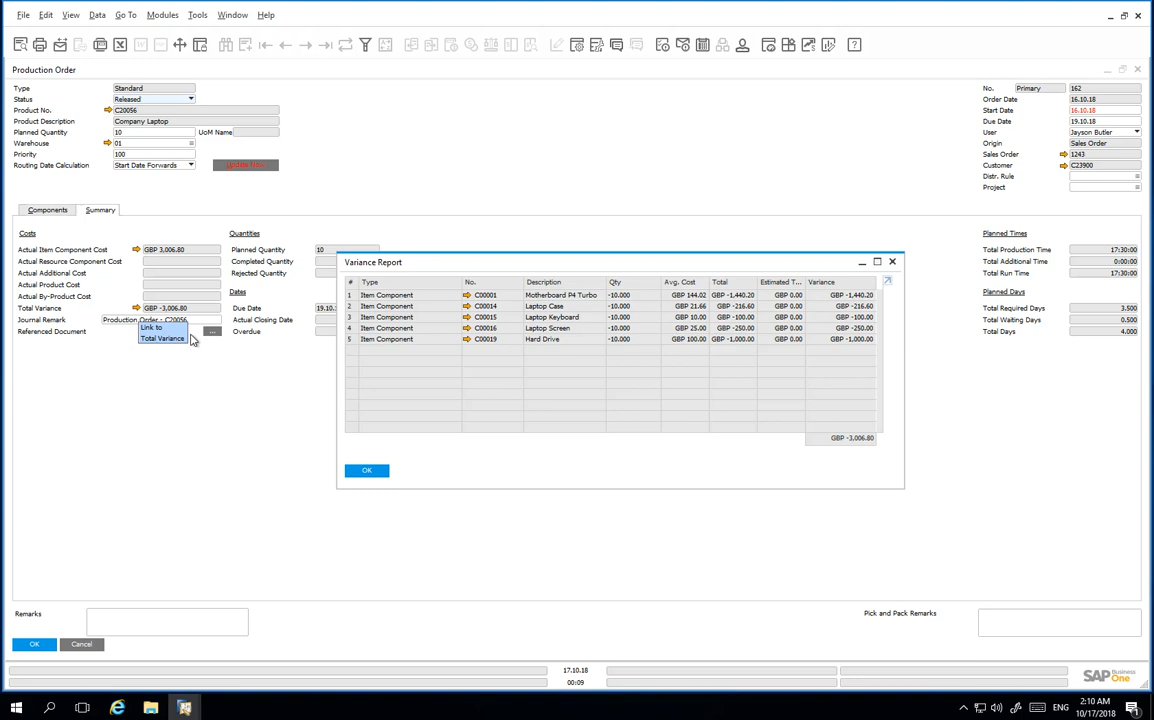 File Edit View Data Go To Modules Tools Window Help
Production Order
Type Standard
Status Released
Product No. C20056
Product Description Company Laptop
Planned Quantity 10 UoM Name
Warehouse 01
Priority 100
Routing Date Calculation Start Date Forwards Update Now
No. Primary 162
Order Date 16.10.18
Start Date 16.10.18
Due Date 19.10.18
User Jayson Butler
Origin Sales Order
Sales Order 1243
Customer C23900
Distr. Rule
Project
Components Summary
Costs
Actual Item Component Cost GBP 3,006.80
Actual Resource Component Cost
Actual Additional Cost
Actual Product Cost
Actual By-Product Cost
Total Variance GBP -3,006.80
Journal Remark Production Order - C20056
Referenced Document ...
Link to
Total Variance
Quantities
Planned Quantity 10
Completed Quantity
Rejected Quantity
Dates
Due Date 19.10.
Actual Closing Date
Overdue
Variance Report
# Type No. Description Qty Avg. Cost Total Estimated T... Variance
1 Item Component C00001 Motherboard P4 Turbo -10.000 GBP 144.02 GBP -1,440.20 GBP 0.00 GBP -1,440.20
2 Item Component C00014 Laptop Case -10.000 GBP 21.66 GBP -216.60 GBP 0.00 GBP -216.60
3 Item Component C00015 Laptop Keyboard -10.000 GBP 10.00 GBP -100.00 GBP 0.00 GBP -100.00
4 Item Component C00016 Laptop Screen -10.000 GBP 25.00 GBP -250.00 GBP 0.00 GBP -250.00
5 Item Component C00019 Hard Drive -10.000 GBP 100.00 GBP -1,000.00 GBP 0.00 GBP -1,000.00
GBP -3,006.80
OK
Planned Times
Total Production Time 17:30:00
Total Additional Time 0:00:00
Total Run Time 17:30:00
Planned Days
Total Required Days 3.500
Total Waiting Days 0.500
Total Days 4.000
Remarks
Pick and Pack Remarks
OK Cancel
17.10.18
00:09
SAP Business One
ENG
2:10 AM
10/17/2018
1